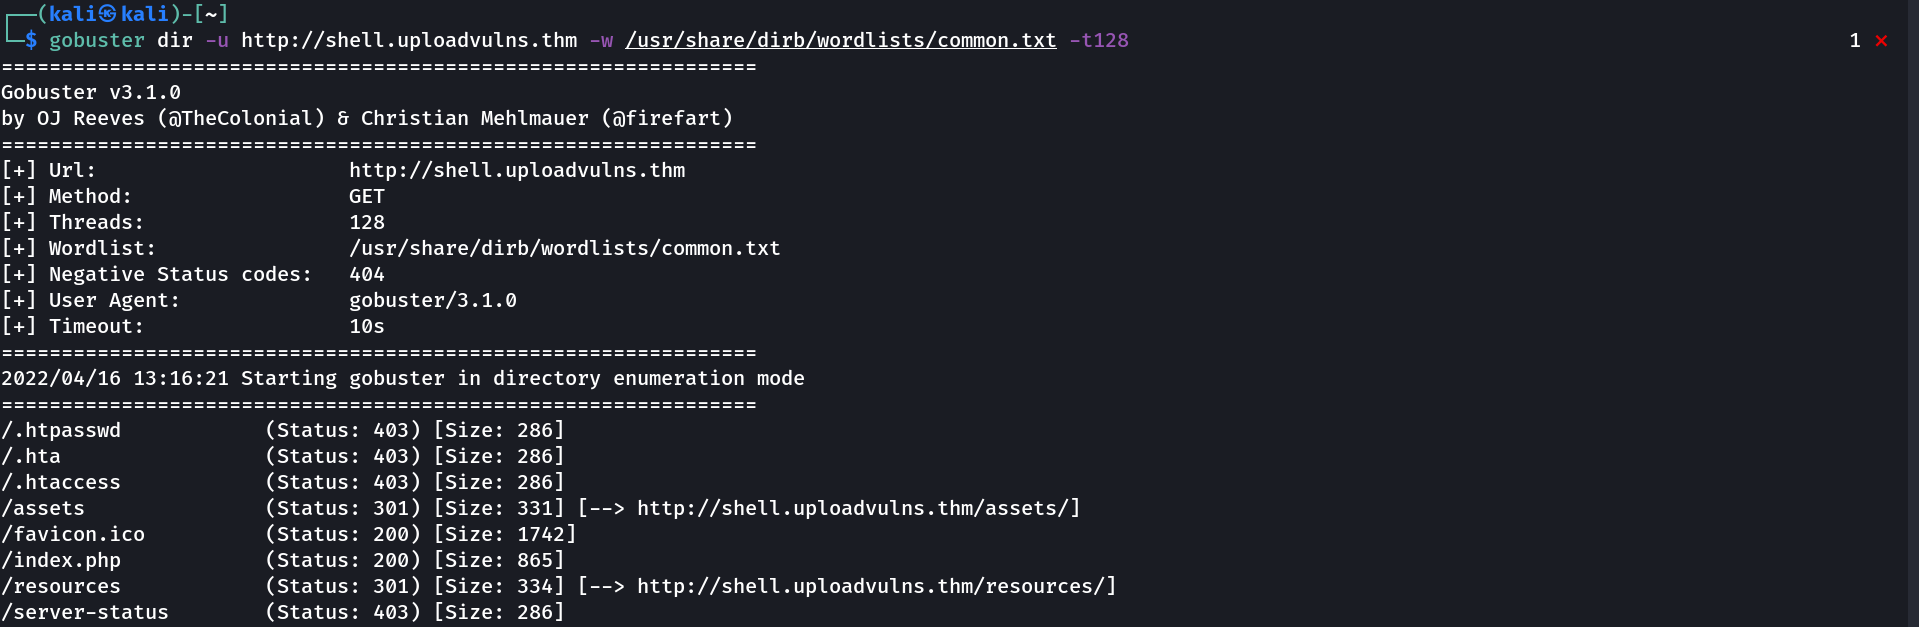 ┌──(kali㉿kali)-[~]
└─$ gobuster dir -u http://shell.uploadvulns.thm -w /usr/share/dirb/wordlists/common.txt -t128 1 ⨯
===============================================================
Gobuster v3.1.0
by OJ Reeves (@TheColonial) & Christian Mehlmauer (@firefart)
===============================================================
[+] Url:                     http://shell.uploadvulns.thm
[+] Method:                  GET
[+] Threads:                 128
[+] Wordlist:                /usr/share/dirb/wordlists/common.txt
[+] Negative Status codes:   404
[+] User Agent:              gobuster/3.1.0
[+] Timeout:                 10s
===============================================================
2022/04/16 13:16:21 Starting gobuster in directory enumeration mode
===============================================================
/.htpasswd            (Status: 403) [Size: 286]
/.hta                 (Status: 403) [Size: 286]
/.htaccess            (Status: 403) [Size: 286]
/assets               (Status: 301) [Size: 331] [--> http://shell.uploadvulns.thm/assets/]
/favicon.ico          (Status: 200) [Size: 1742]
/index.php            (Status: 200) [Size: 865]
/resources            (Status: 301) [Size: 334] [--> http://shell.uploadvulns.thm/resources/]
/server-status        (Status: 403) [Size: 286]